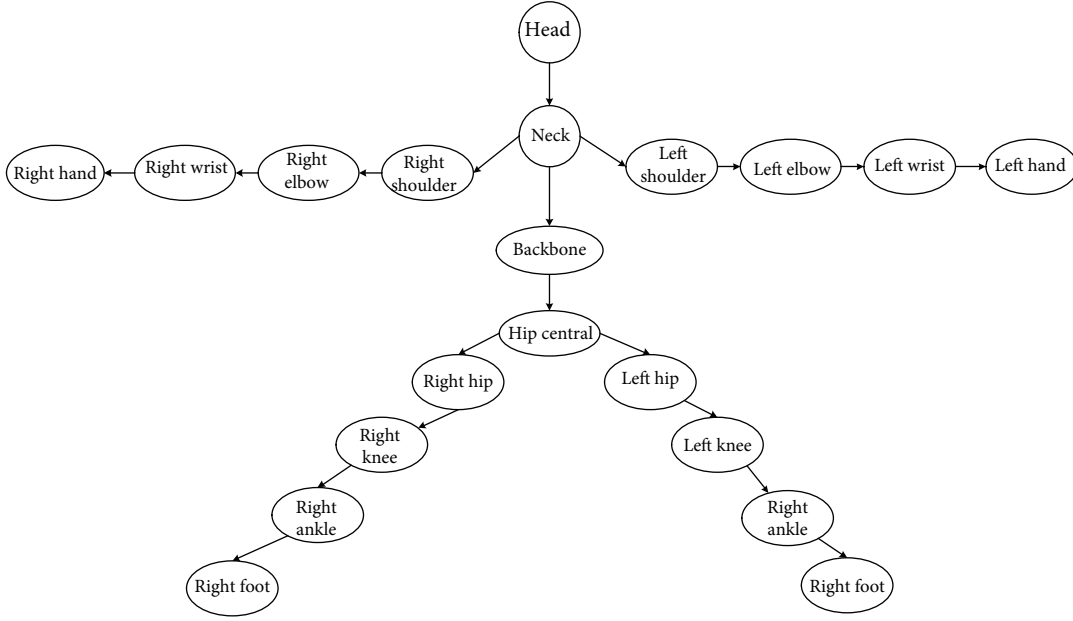 Head
Neck
Right hand
Right wrist
Right
elbow
Right
shoulder
Left
shoulder
Left elbow
Left wrist
Left hand
Backbone
Hip central
Right hip
Left hip
Right
knee
Left knee
Right
ankle
Right
ankle
Right foot
Right foot